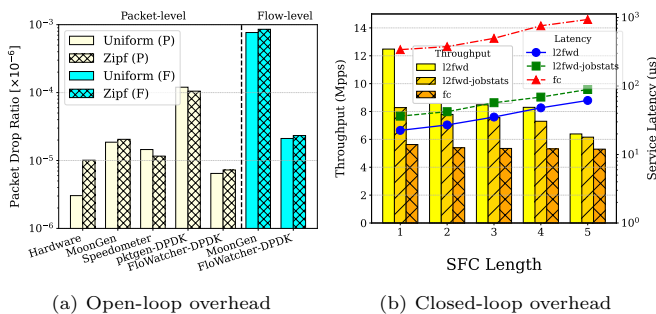 Packet-level
Flow-level
Packet Drop Ratio [×10⁻⁶]
10⁻³
10⁻⁴
10⁻⁵
10⁻⁶
Uniform (P)
Zipf (P)
Uniform (F)
Zipf (F)
Hardware
MoonGen
Speedometer
pktgen-DPDK
FloWatcher-DPDK
MoonGen
FloWatcher-DPDK
(a) Open-loop overhead
Throughput (Mpps)
14
12
10
8
6
4
2
0
Throughput
l2fwd
l2fwd-jobstats
fc
Latency
l2fwd
l2fwd-jobstats
fc
10³
10²
10¹
10⁰
Service Latency (us)
1 2 3 4 5
SFC Length
(b) Closed-loop overhead